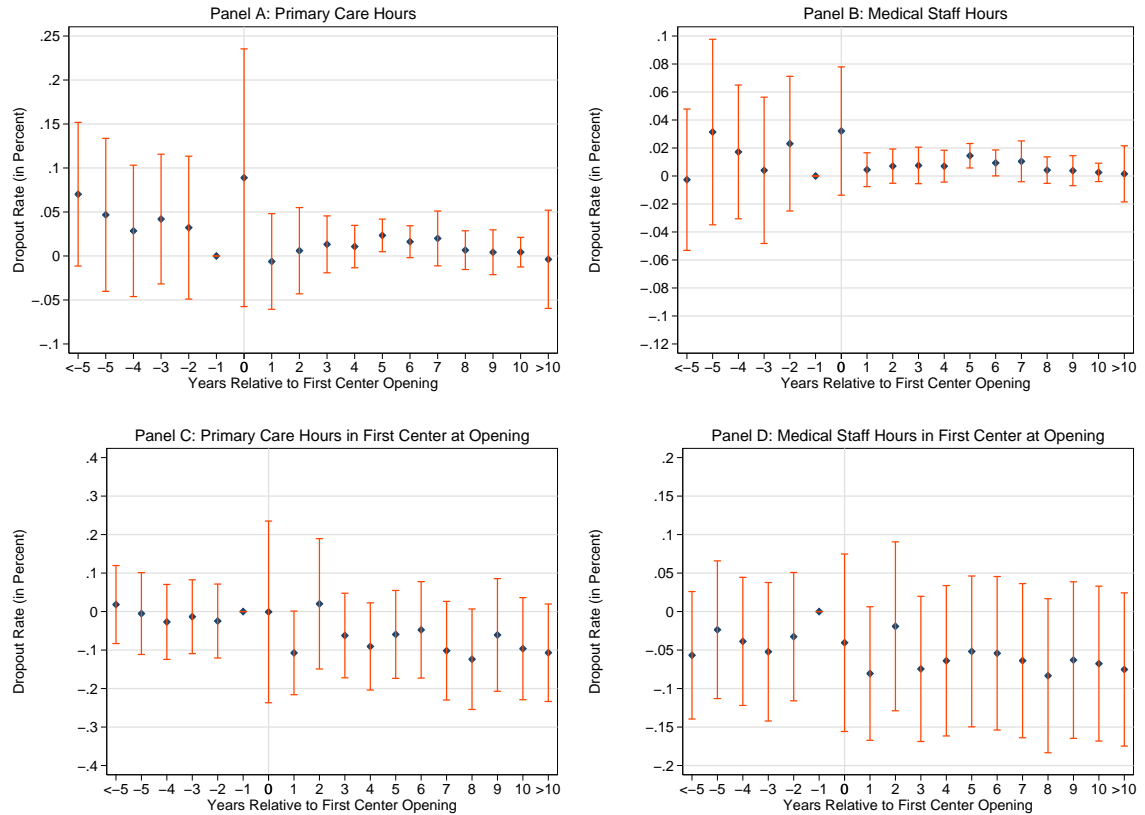 Panel A: Primary Care Hours
.25
.2
.15
.1
.05
0
−.05
−.1
Dropout Rate (in Percent)
<−5 −5 −4 −3 −2 −1 0 1 2 3 4 5 6 7 8 9 10 >10
Years Relative to First Center Opening
Panel B: Medical Staff Hours
.1
.08
.06
.04
.02
0
−.02
−.04
−.06
−.08
−.1
−.12
Dropout Rate (in Percent)
<−5 −5 −4 −3 −2 −1 0 1 2 3 4 5 6 7 8 9 10 >10
Years Relative to First Center Opening
Panel C: Primary Care Hours in First Center at Opening
.4
.3
.2
.1
0
−.1
−.2
−.3
−.4
Dropout Rate (in Percent)
<−5 −5 −4 −3 −2 −1 0 1 2 3 4 5 6 7 8 9 10 >10
Years Relative to First Center Opening
Panel D: Medical Staff Hours in First Center at Opening
.2
.15
.1
.05
0
−.05
−.1
−.15
−.2
Dropout Rate (in Percent)
<−5 −5 −4 −3 −2 −1 0 1 2 3 4 5 6 7 8 9 10 >10
Years Relative to First Center Opening